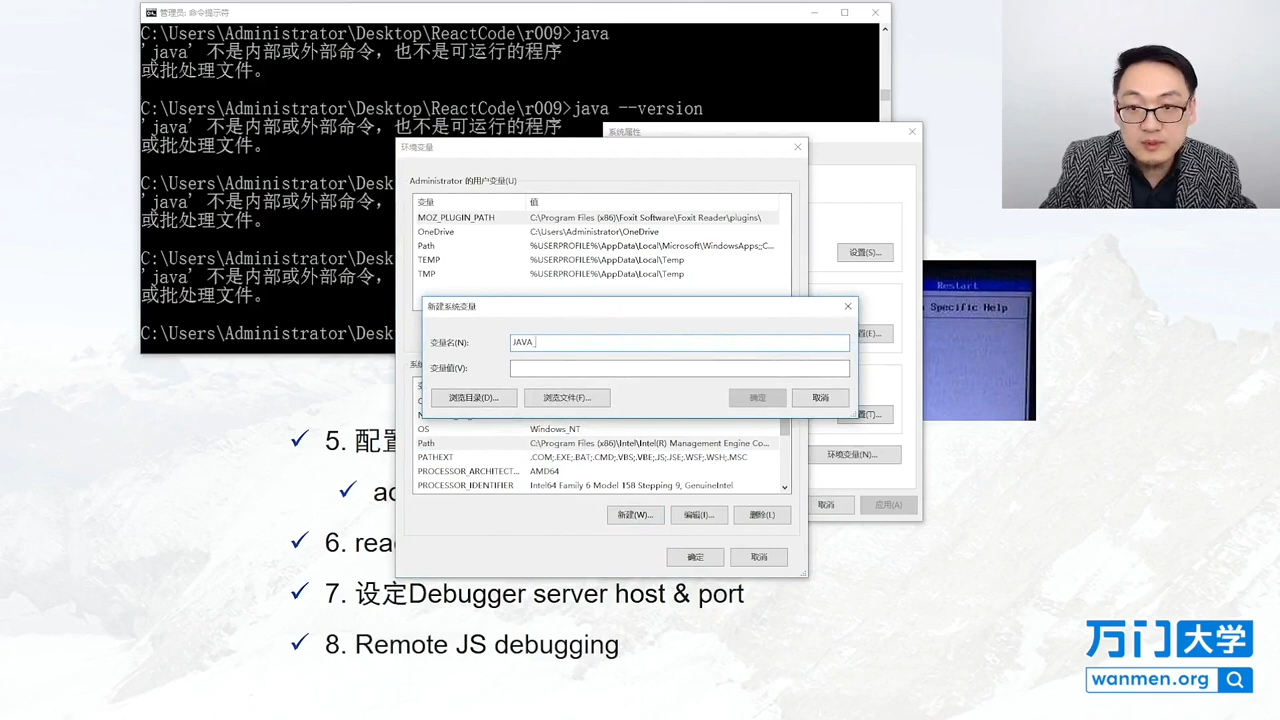 管理员: 命令提示符
C:\Users\Administrator\Desktop\ReactCode\r009>java
'java' 不是内部或外部命令，也不是可运行的程序
或批处理文件。
C:\Users\Administrator\Desktop\ReactCode\r009>java --version
'java' 不是内部或外部命令，也不是可运行的程序
或批处理文件。
C:\Users\Administrator\Desk
'java' 不是内部或外部命令，
或批处理文件。
C:\Users\Administrator\Desk
'java' 不是内部或外部命令，
或批处理文件。
C:\Users\Administrator\Desk
系统属性
设置(S)...
环境变量(N)...
取消
应用(A)
环境变量
Administrator 的用户变量(U)
变量 值
MOZ_PLUGIN_PATH C:\Program Files (x86)\Foxit Software\Foxit Reader\plugins\
OneDrive C:\Users\Administrator\OneDrive
Path %USERPROFILE%\AppData\Local\Microsoft\WindowsApps;;C...
TEMP %USERPROFILE%\AppData\Local\Temp
TMP %USERPROFILE%\AppData\Local\Temp
新建系统变量
变量名(N): JAVA_
变量值(V):
浏览目录(D)... 浏览文件(F)... 确定 取消
OS Windows_NT
Path C:\Program Files (x86)\Intel\Intel(R) Management Engine Co...
PATHEXT .COM;.EXE;.BAT;.CMD;.VBS;.VBE;.JS;.JSE;.WSF;.WSH;.MSC
PROCESSOR_ARCHITECT... AMD64
PROCESSOR_IDENTIFIER Intel64 Family 6 Model 158 Stepping 9, GenuineIntel
新建(W)... 编辑(I)... 删除(L)
确定 取消
Restart
Specific Help
5. 配置
6. reac
7. 设定Debugger server host & port
8. Remote JS debugging
万门大学
wanmen.org